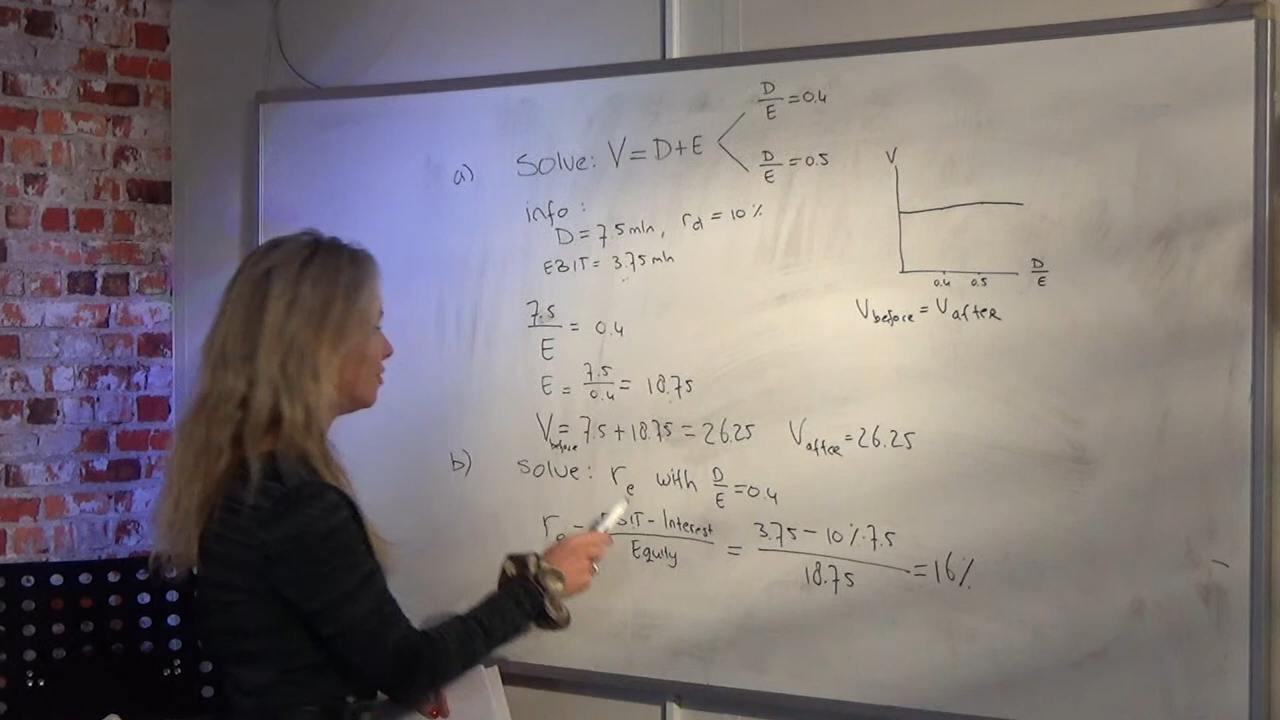 a) Solve: V = D+E
D/E = 0.4
D/E = 0.5
info:
D = 7.5 mln, rd = 10%
EBIT = 3.75 mln
7.5/E = 0.4
E = 7.5/0.4 = 18.75
Vbefore = 7.5 + 18.75 = 26.25 Vafter = 26.25
b) Solve: re with D/E = 0.4
= (- Interest)/Equity = (3.75 - 10%·7.5)/18.75 = 16%
V
0.4 0.5 D/E
Vbefore = Vafter